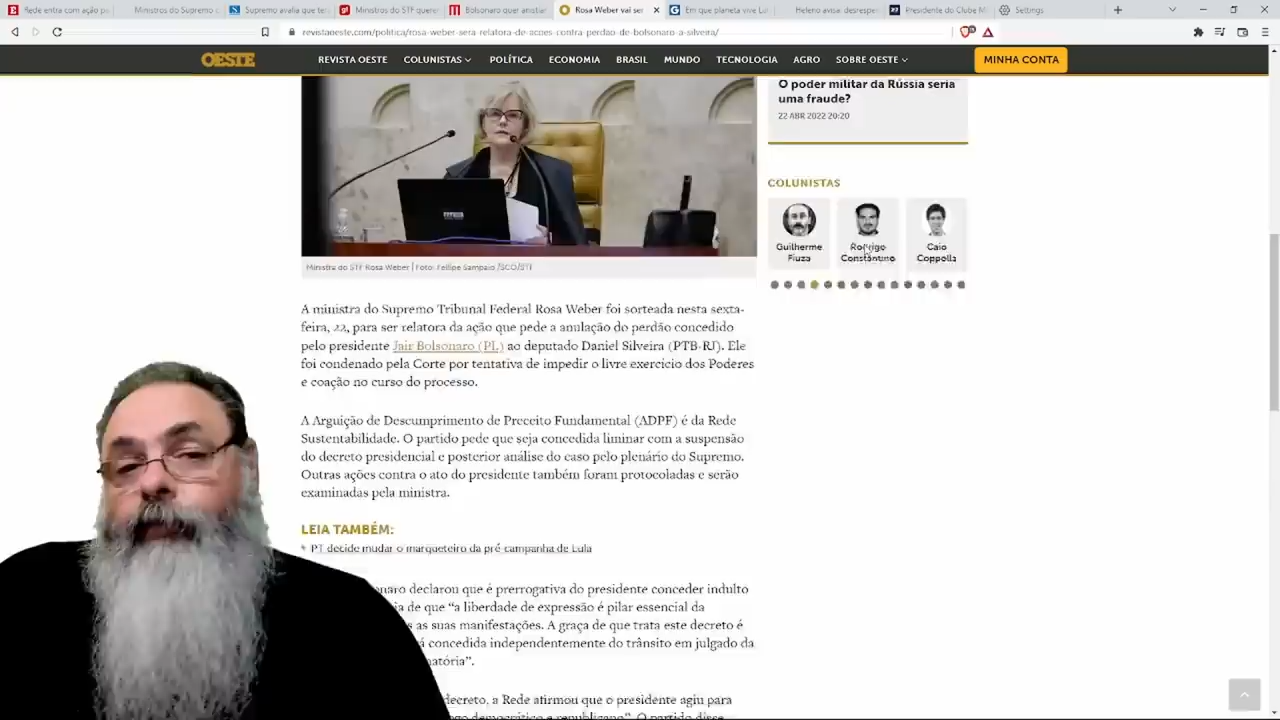 Rede entra com ação p
Ministros do Supremo c
Supremo avalia que te
Ministros do STF querem
Bolsonaro quer anistiar
Rosa Weber vai ser
Em que planeta vive Lu
Heleno avisa: desrespe
Presidente do Clube Mi
Settings
revistaoeste.com/politica/rosa-weber-sera-relatora-de-acoes-contra-perdao-de-bolsonaro-a-silveira/
OESTE
REVISTA OESTE
COLUNISTAS
POLÍTICA
ECONOMIA
BRASIL
MUNDO
TECNOLOGIA
AGRO
SOBRE OESTE
MINHA CONTA
O poder militar da Rússia seria
uma fraude?
22 ABR 2022 20:20
COLUNISTAS
Guilherme
Fiuza
Rodrigo
Constantino
Caio
Coppolla
Ministra do STF Rosa Weber | Foto: Fellipe Sampaio /SCO/STF
A ministra do Supremo Tribunal Federal Rosa Weber foi sorteada nesta sexta-
feira, 22, para ser relatora da ação que pede a anulação do perdão concedido
pelo presidente Jair Bolsonaro (PL) ao deputado Daniel Silveira (PTB-RJ). Ele
foi condenado pela Corte por tentativa de impedir o livre exercício dos Poderes
e coação no curso do processo.
A Arguição de Descumprimento de Preceito Fundamental (ADPF) é da Rede
Sustentabilidade. O partido pede que seja concedida liminar com a suspensão
do decreto presidencial e posterior análise do caso pelo plenário do Supremo.
Outras ações contra o ato do presidente também foram protocoladas e serão
examinadas pela ministra.
LEIA TAMBÉM:
PT decide mudar o marqueteiro da pré-campanha de Lula
onaro declarou que é prerrogativa do presidente conceder indulto
ia de que “a liberdade de expressão é pilar essencial da
s as suas manifestações. A graça de que trata este decreto é
á concedida independentemente do trânsito em julgado da
natória”.
decreto, a Rede afirmou que o presidente agiu para
go democrático e republicano”. O partido disse